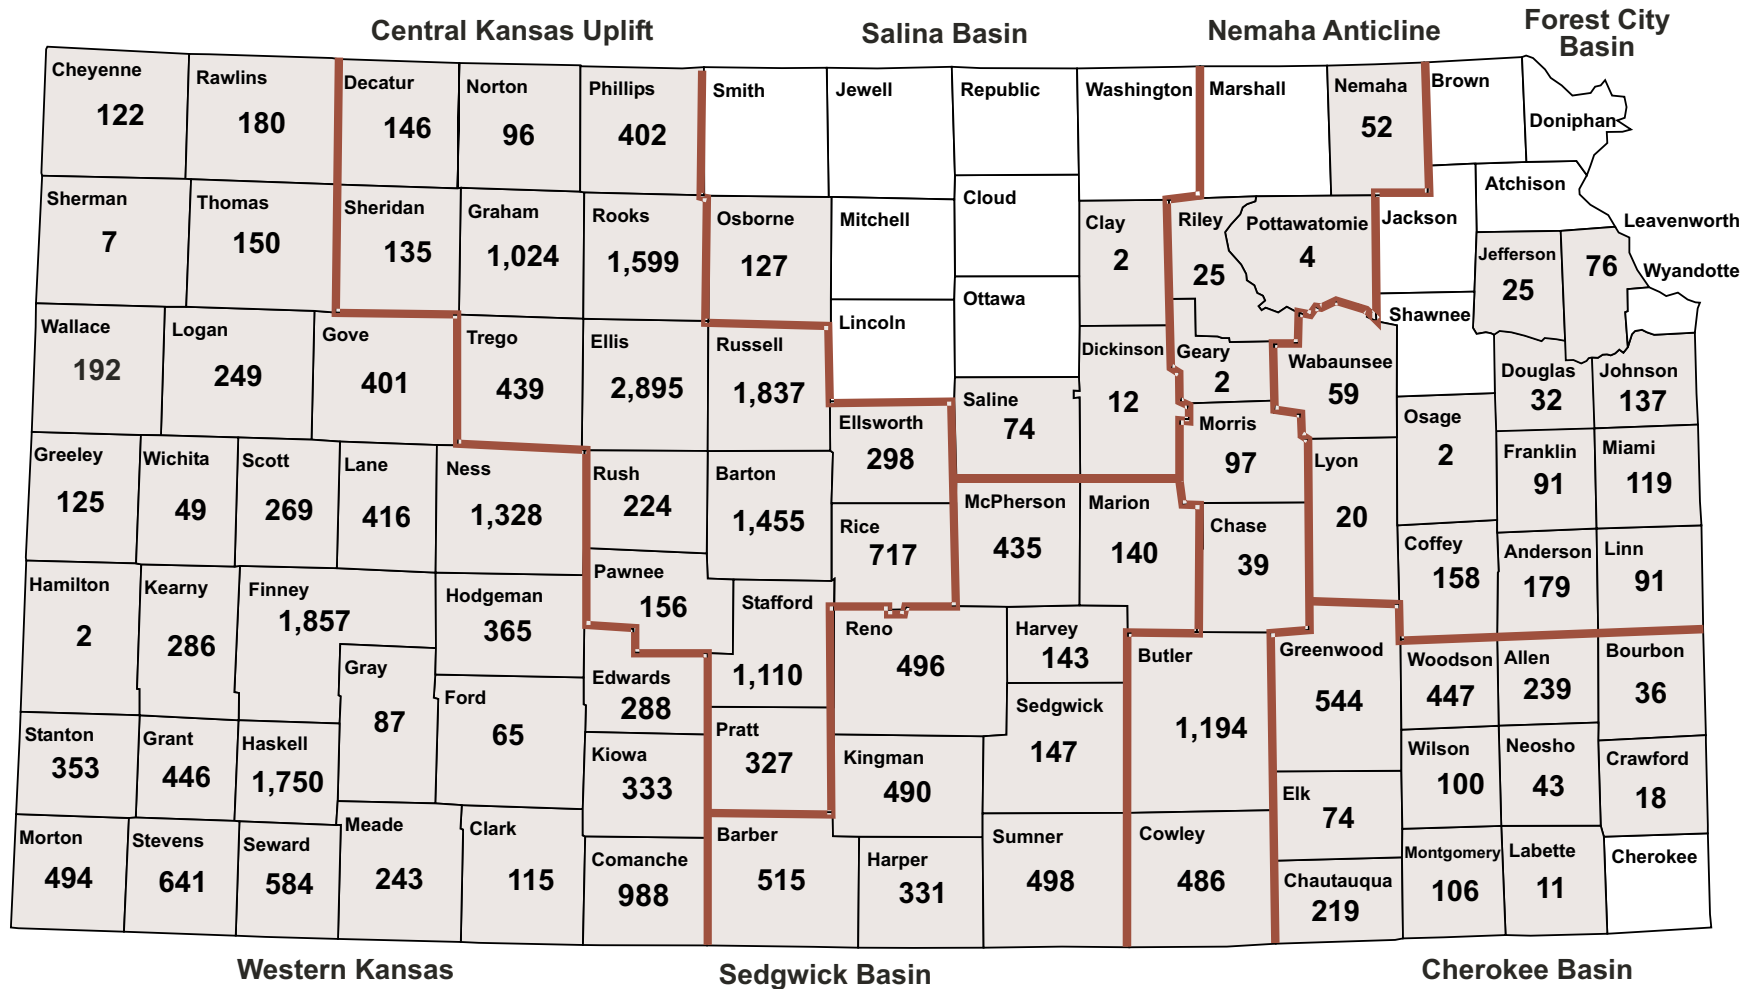 Central Kansas Uplift
Salina Basin
Nemaha Anticline
Forest City
Basin
Cheyenne
122
Rawlins
180
Decatur
146
Norton
96
Phillips
402
Smith
Jewell
Republic
Washington
Marshall
Nemaha
52
Brown
Doniphan
Sherman
7
Thomas
150
Sheridan
135
Graham
1,024
Rooks
1,599
Osborne
127
Mitchell
Cloud
Clay
2
Riley
25
Pottawatomie
4
Jackson
Atchison
Jefferson
25
Leavenworth
76
Wyandotte
Wallace
192
Logan
249
Gove
401
Trego
439
Ellis
2,895
Russell
1,837
Lincoln
Ottawa
Saline
74
Dickinson
12
Geary
2
Wabaunsee
59
Shawnee
Douglas
32
Johnson
137
Greeley
125
Wichita
49
Scott
269
Lane
416
Ness
1,328
Rush
224
Barton
1,455
Ellsworth
298
Rice
717
McPherson
435
Marion
140
Morris
97
Chase
39
Lyon
20
Osage
2
Franklin
91
Miami
119
Coffey
158
Anderson
179
Linn
91
Hamilton
2
Kearny
286
Finney
1,857
Hodgeman
365
Pawnee
156
Stafford
1,110
Gray
87
Ford
65
Edwards
288
Reno
496
Harvey
143
Butler
1,194
Greenwood
544
Woodson
447
Allen
239
Bourbon
36
Stanton
353
Grant
446
Haskell
1,750
Kiowa
333
Pratt
327
Kingman
490
Sedgwick
147
Elk
74
Wilson
100
Neosho
43
Crawford
18
Morton
494
Stevens
641
Seward
584
Meade
243
Clark
115
Comanche
988
Barber
515
Harper
331
Sumner
498
Cowley
486
Chautauqua
219
Montgomery
106
Labette
11
Cherokee
Western Kansas
Sedgwick Basin
Cherokee Basin